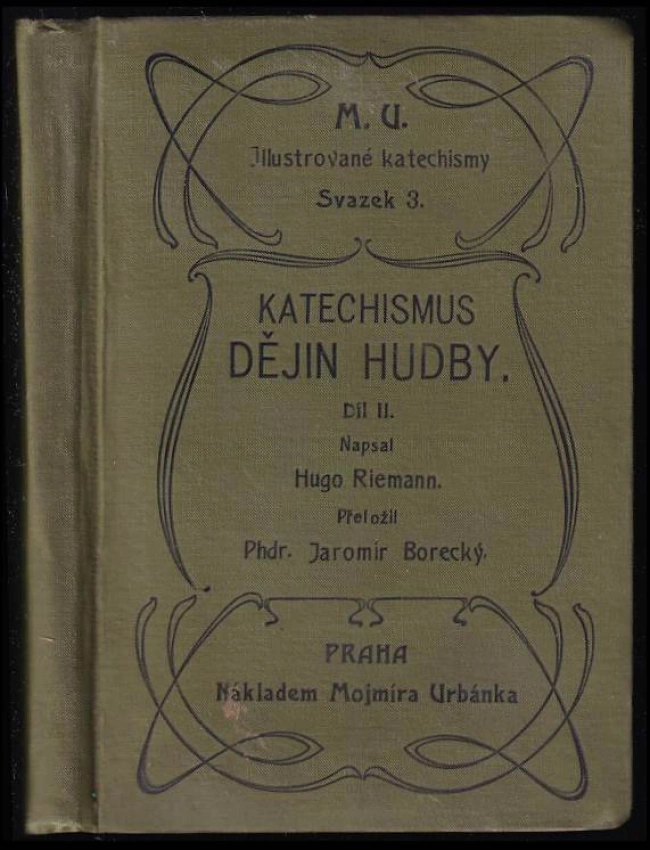 M. U.
Illustrované katechismy
Svazek 3.
KATECHISMUS
DĚJIN HUDBY.
Díl II.
Napsal
Hugo Riemann.
Přeložil
Phdr. Jaromír Borecký.
PRAHA
Nákladem Mojmíra Urbánka